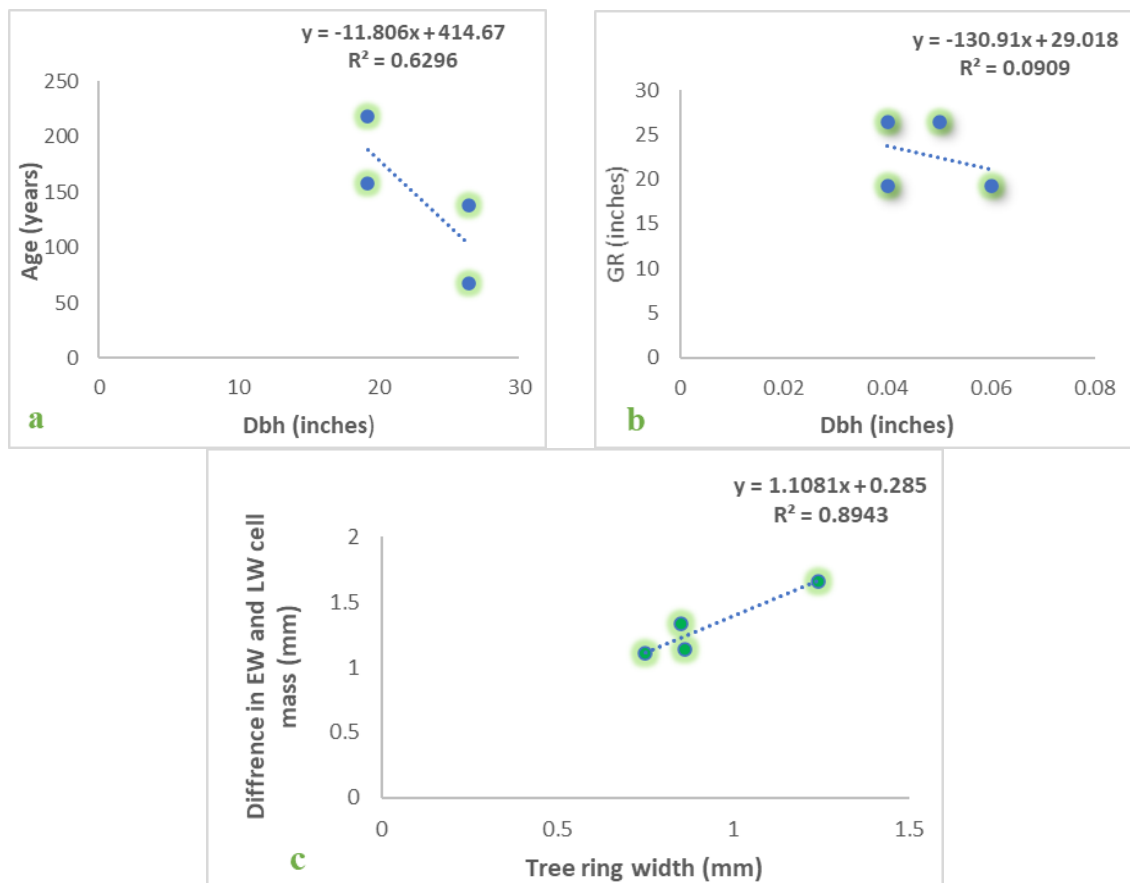 y = -11.806x + 414.67
R² = 0.6296
250
200
150
100
50
0
Age (years)
0 10 20 30
Dbh (inches)
a
y = -130.91x + 29.018
R² = 0.0909
30
25
20
15
10
5
0
GR (inches)
0 0.02 0.04 0.06 0.08
Dbh (inches)
b
y = 1.1081x + 0.285
R² = 0.8943
Diffrence in EW and LW cell
mass (mm)
2
1.5
1
0.5
0
0 0.5 1 1.5
Tree ring width (mm)
c